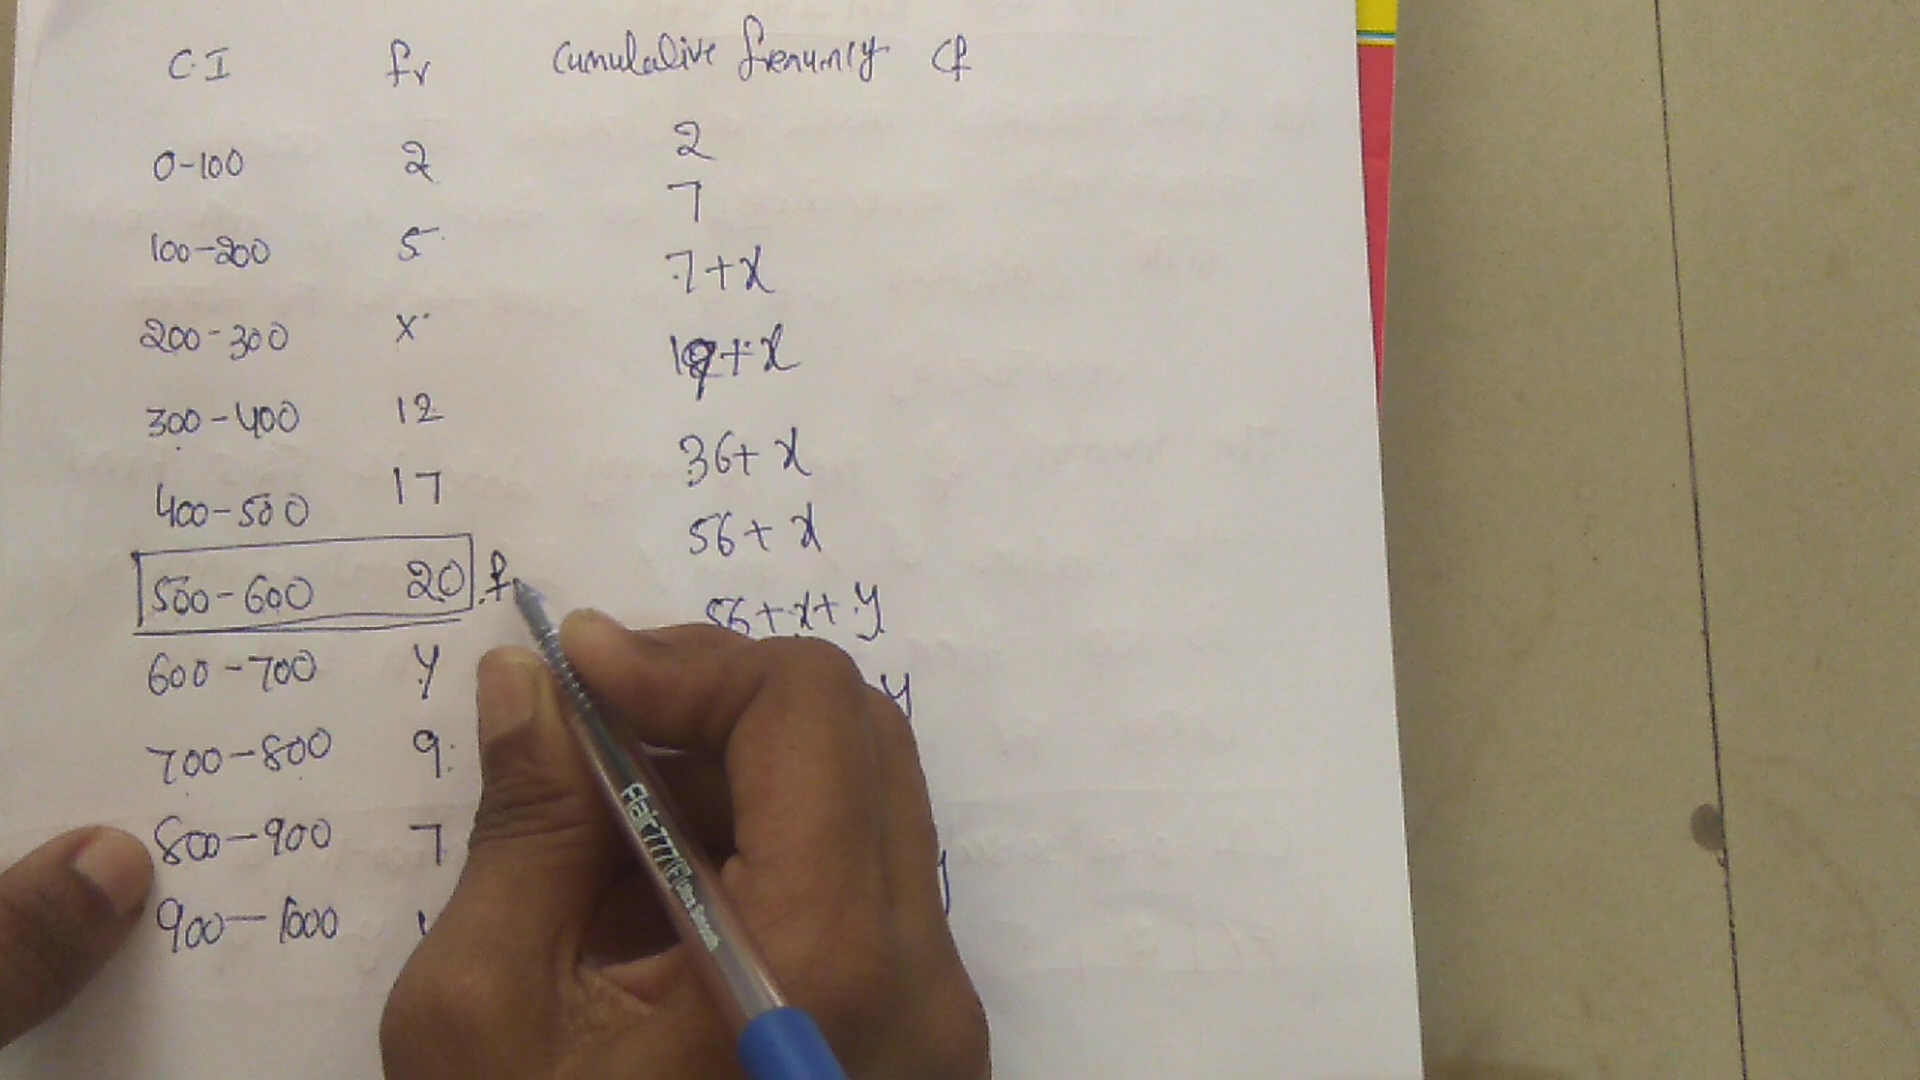 C.I fr Cumulative frequency cf
0-100 2 2
100-200 5 7
200-300 x 7+x
300-400 12 19+x
400-500 17 36+x
500-600 20 f 56+x
600-700 y 56+x+y
700-800 9 y
800-900 7
900-1000
Flair 777